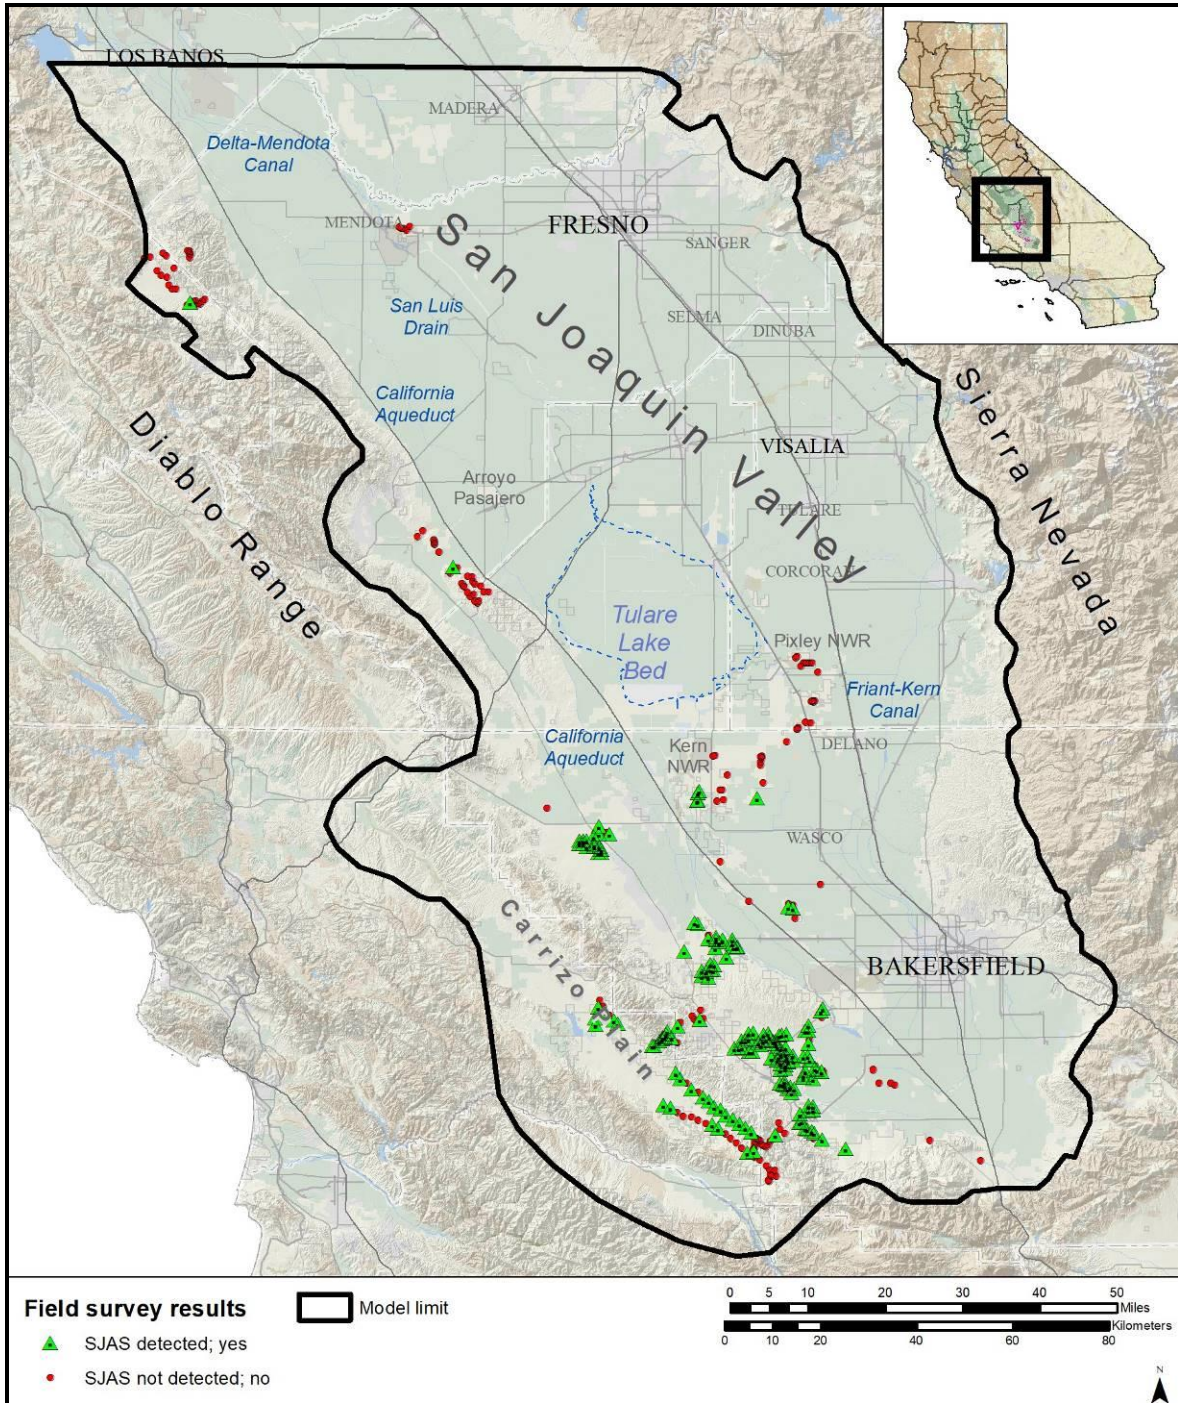 LOS BANOS
MADERA
Delta-Mendota
Canal
MENDOTA
FRESNO
SANGER
San Joaquin Valley
San Luis
Drain
SELMA
DINUBA
California
Aqueduct
Sierra Nevada
Diablo Range
VISALIA
Arroyo
Pasajero
TULARE
CORCORAN
Tulare
Lake
Bed
Pixley NWR
Friant-Kern
Canal
California
Aqueduct
Kern
NWR
DELANO
WASCO
Carrizo Plain
BAKERSFIELD
Field survey results
Model limit
SJAS detected; yes
SJAS not detected; no
0 5 10 20 30 40 50
Miles
Kilometers
0 10 20 40 60 80
N